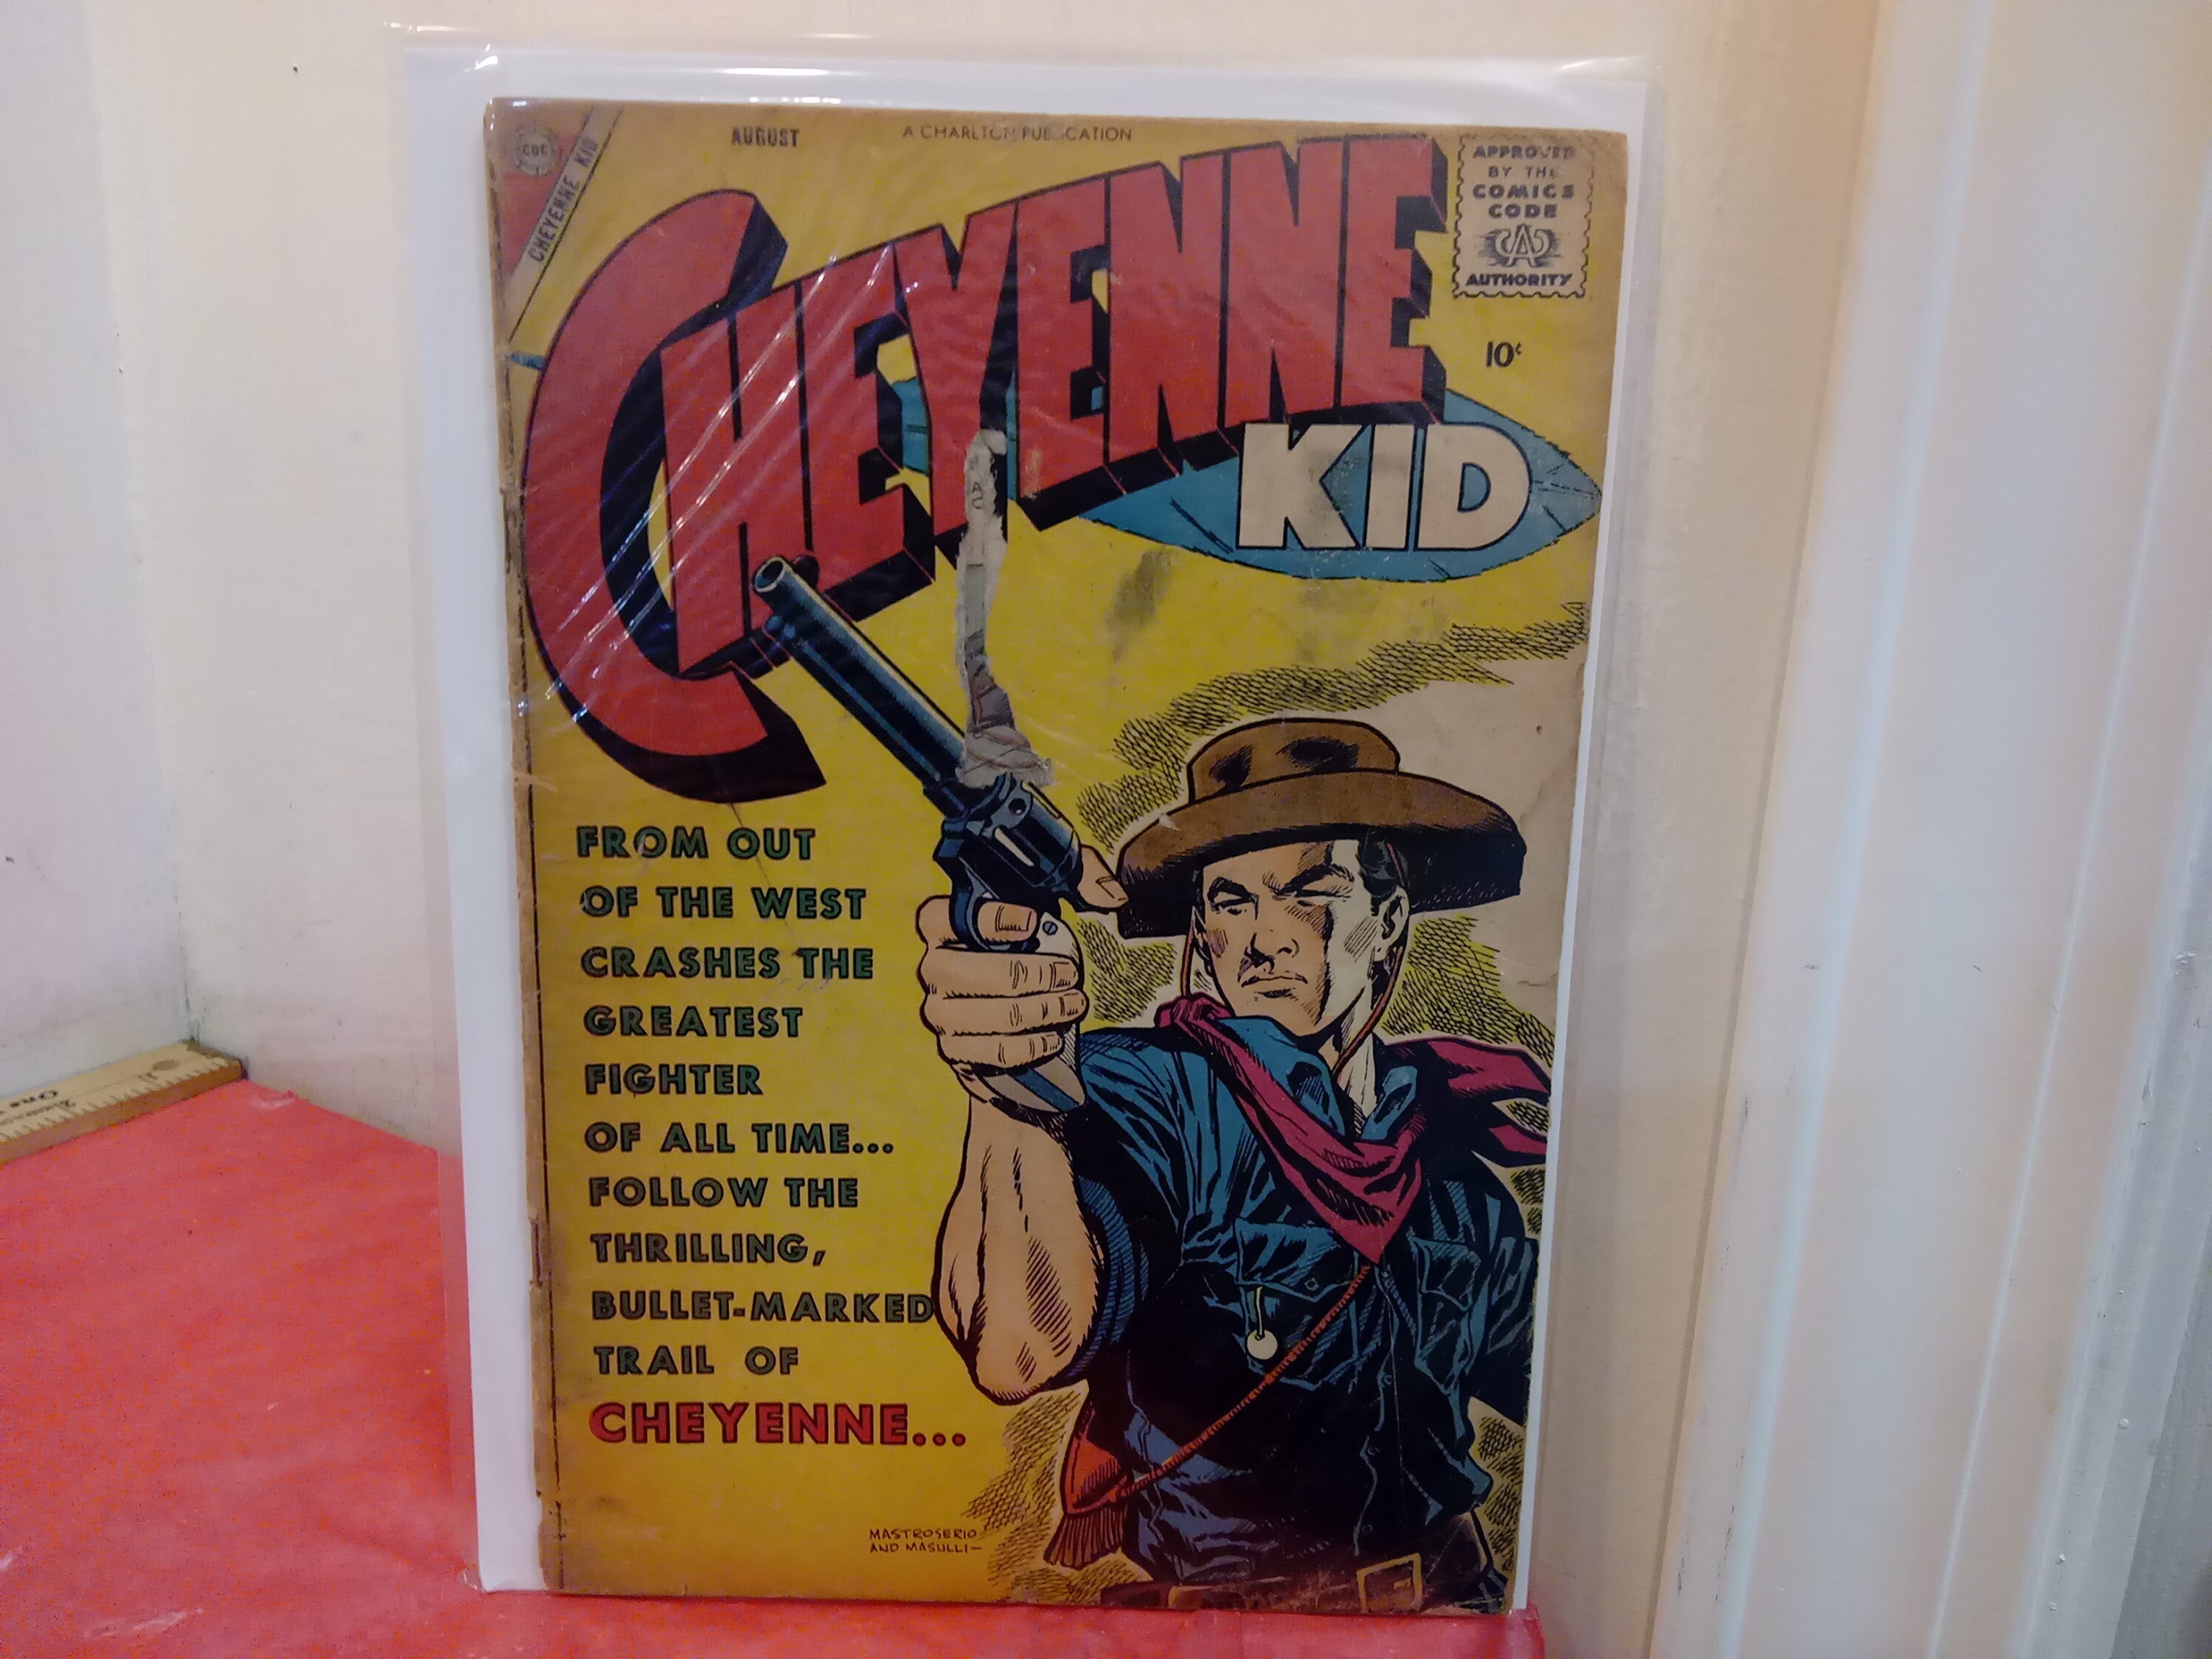 CDC
CHEYENNE KID
AUGUST
A CHARLTON PUBLICATION
APPROVED
BY THE
COMICS
CODE
AUTHORITY
CHEYENNE
10¢
KID
FROM OUT
OF THE WEST
CRASHES THE
GREATEST
FIGHTER
OF ALL TIME...
FOLLOW THE
THRILLING,
BULLET-MARKED
TRAIL OF
CHEYENNE...
MASTROSERIO
AND MASULLI—
One